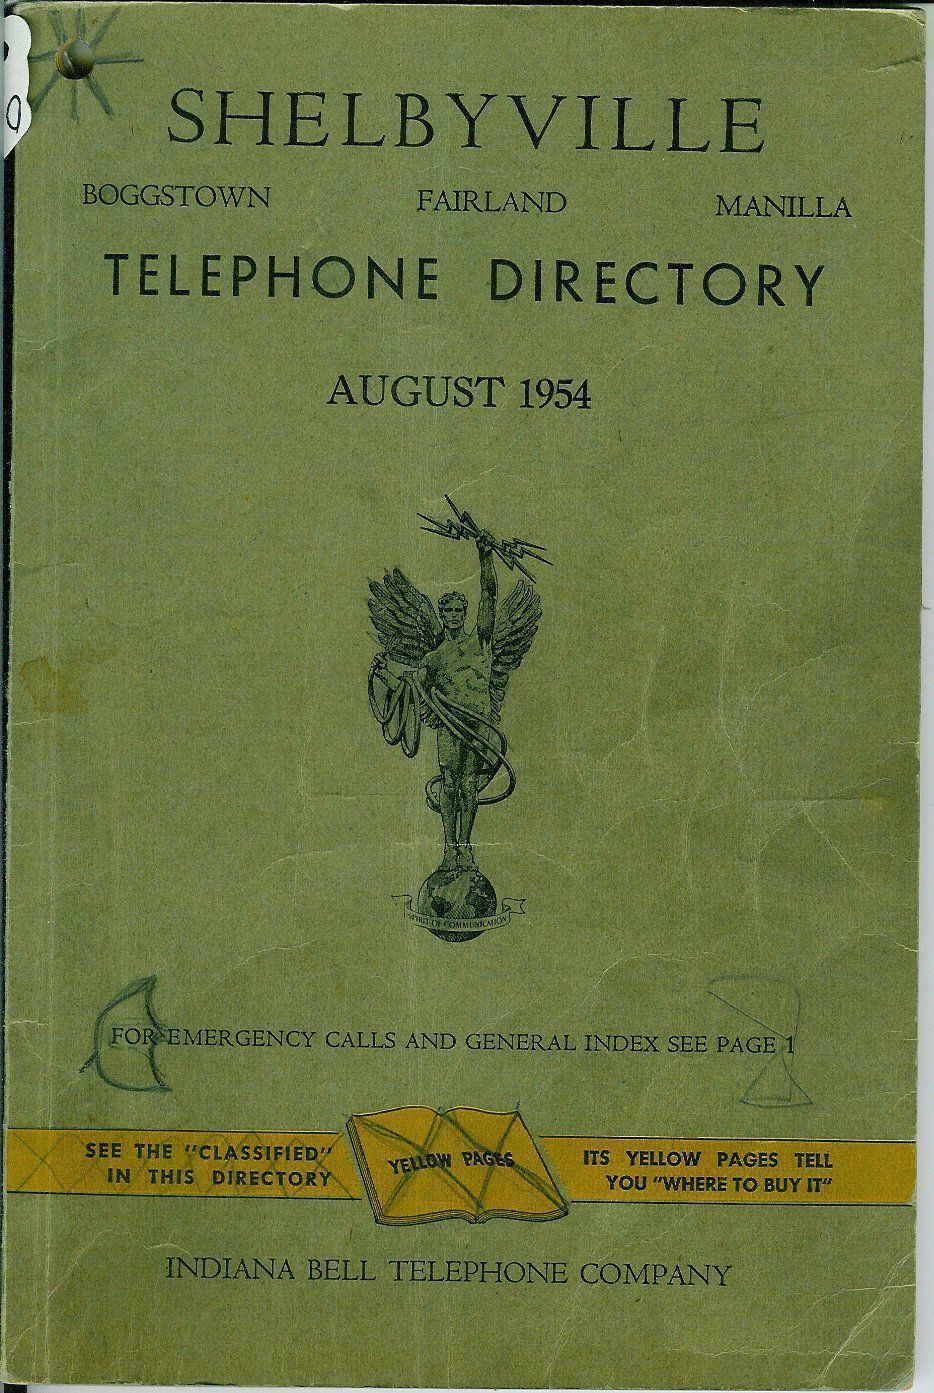 SHELBYVILLE
BOGGSTOWN FAIRLAND MANILLA
TELEPHONE DIRECTORY
AUGUST 1954
SPIRIT OF COMMUNICATION
FOR EMERGENCY CALLS AND GENERAL INDEX SEE PAGE 1
SEE THE "CLASSIFIED"
IN THIS DIRECTORY
YELLOW PAGES
ITS YELLOW PAGES TELL
YOU "WHERE TO BUY IT"
INDIANA BELL TELEPHONE COMPANY